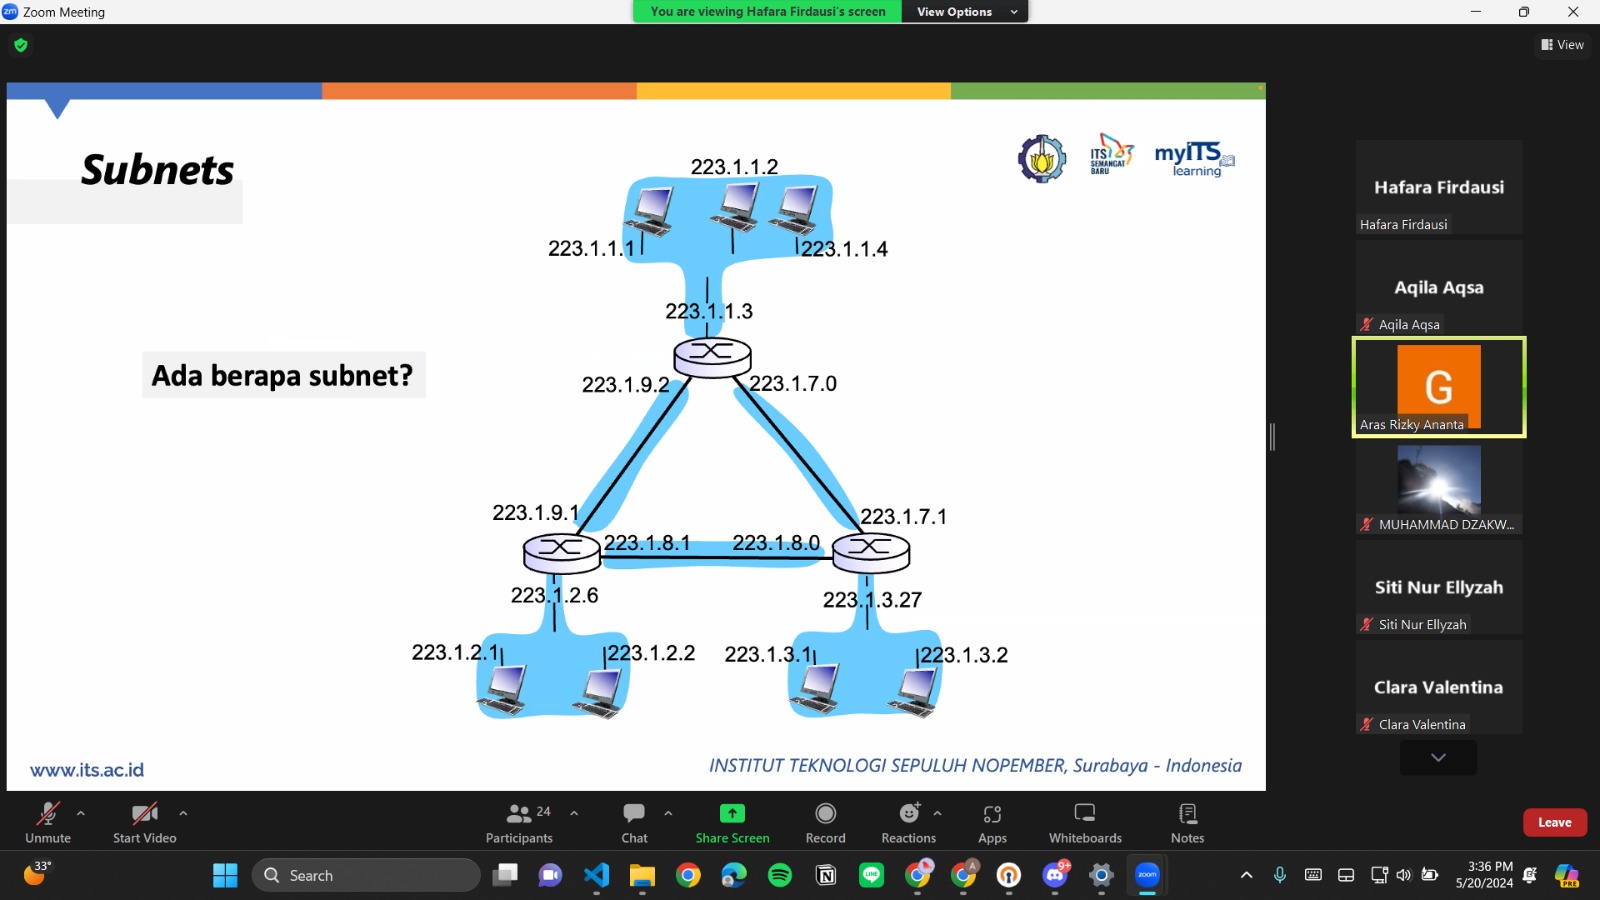 Zoom Meeting
You are viewing Hafara Firdausi's screen
View Options
View
Subnets
ITS
SEMANGAT
BARU
myITS
learning
223.1.1.2
223.1.1.1
223.1.1.4
223.1.1.3
Ada berapa subnet?
223.1.9.2
223.1.7.0
223.1.9.1
223.1.7.1
223.1.8.1
223.1.8.0
223.1.2.6
223.1.3.27
223.1.2.1
223.1.2.2
223.1.3.1
223.1.3.2
www.its.ac.id
INSTITUT TEKNOLOGI SEPULUH NOPEMBER, Surabaya - Indonesia
Hafara Firdausi
Hafara Firdausi
Aqila Aqsa
Aqila Aqsa
G
Aras Rizky Ananta
MUHAMMAD DZAKW...
Siti Nur Ellyzah
Siti Nur Ellyzah
Clara Valentina
Clara Valentina
Unmute
Start Video
24
Participants
Chat
Share Screen
Record
Reactions
Apps
Whiteboards
Notes
Leave
33°
Search
9+
zoom
3:36 PM
5/20/2024
PRE